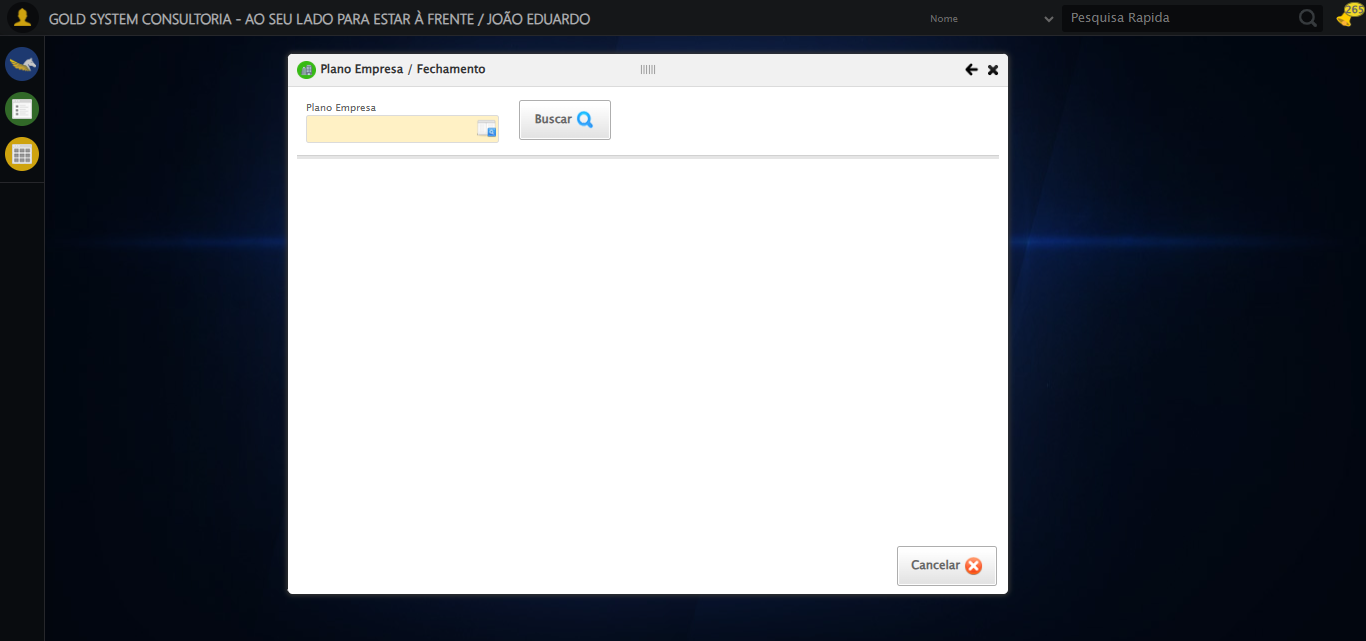 GOLD SYSTEM CONSULTORIA - AO SEU LADO PARA ESTAR À FRENTE / JOÃO EDUARDO
Nome
Pesquisa Rapida
265
Plano Empresa / Fechamento
Plano Empresa
Buscar
Cancelar